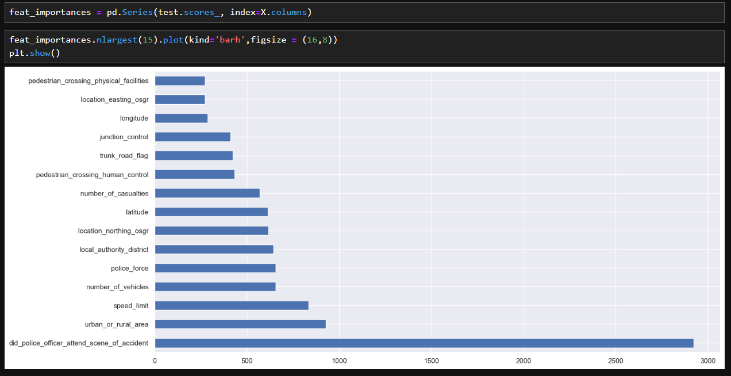 feat_importances = pd.Series(test.scores_, index=X.columns)
feat_importances.nlargest(15).plot(kind='barh',figsize = (16,8))
plt.show()
pedestrian_crossing_physical_facilities
location_easting_osgr
longitude
junction_control
trunk_road_flag
pedestrian_crossing_human_control
number_of_casualties
latitude
location_northing_osgr
local_authority_district
police_force
number_of_vehicles
speed_limit
urban_or_rural_area
did_police_officer_attend_scene_of_accident
0 500 1000 1500 2000 2500 3000